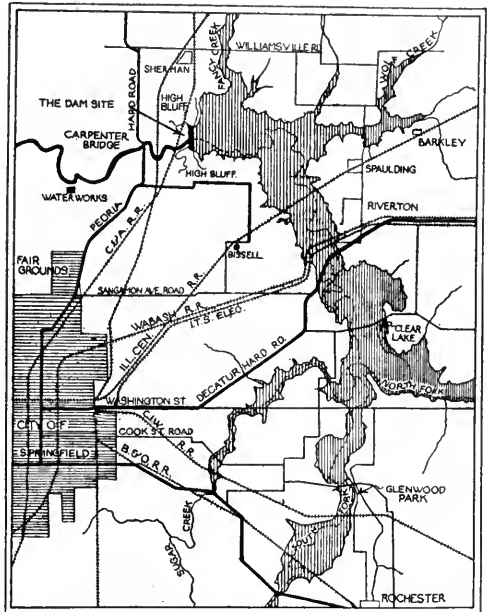 WILLIAMSVILLE RD.
FANCY CREEK
WOLF CREEK
SHERMAN
HIGH BLUFF
HARD ROAD
THE DAM SITE
CARPENTER BRIDGE
BARKLEY
HIGH BLUFF.
SPAULDING
WATERWORKS
RIVERTON
PEORIA
C.&A. R.R.
BISSELL
FAIR GROUNDS
SANGAMON AVE. ROAD
WABASH R.R.
I.T.S. ELEC.
ILL. CEN. R.R.
CLEAR LAKE
DECATUR HARD RD.
NORTH FORK
WASHINGTON ST.
CITY OF SPRINGFIELD
C.I.W. R.R.
COOK ST. ROAD
B.&O. R.R.
GLENWOOD PARK
SUGAR CREEK
SOUTH FORK
ROCHESTER